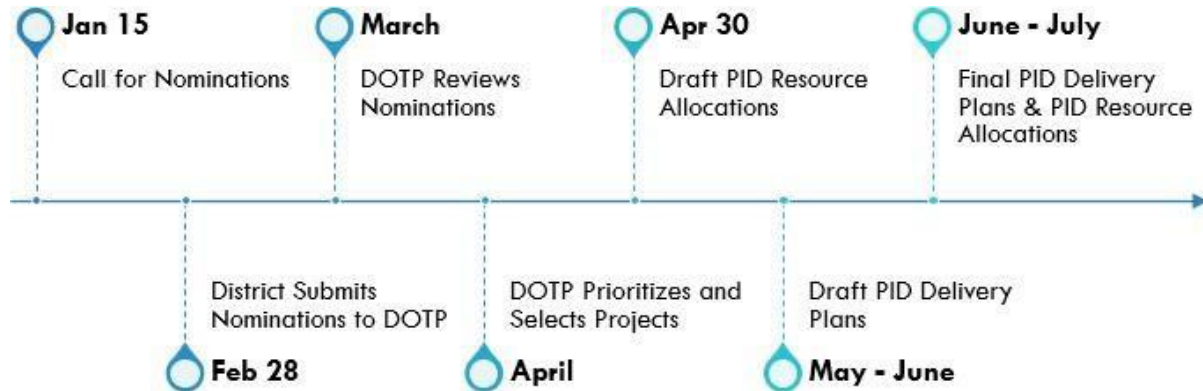 Jan 15
Call for Nominations
March
DOTP Reviews
Nominations
Apr 30
Draft PID Resource
Allocations
June - July
Final PID Delivery
Plans & PID Resource
Allocations
District Submits
Nominations to DOTP
Feb 28
DOTP Prioritizes and
Selects Projects
April
Draft PID Delivery
Plans
May - June